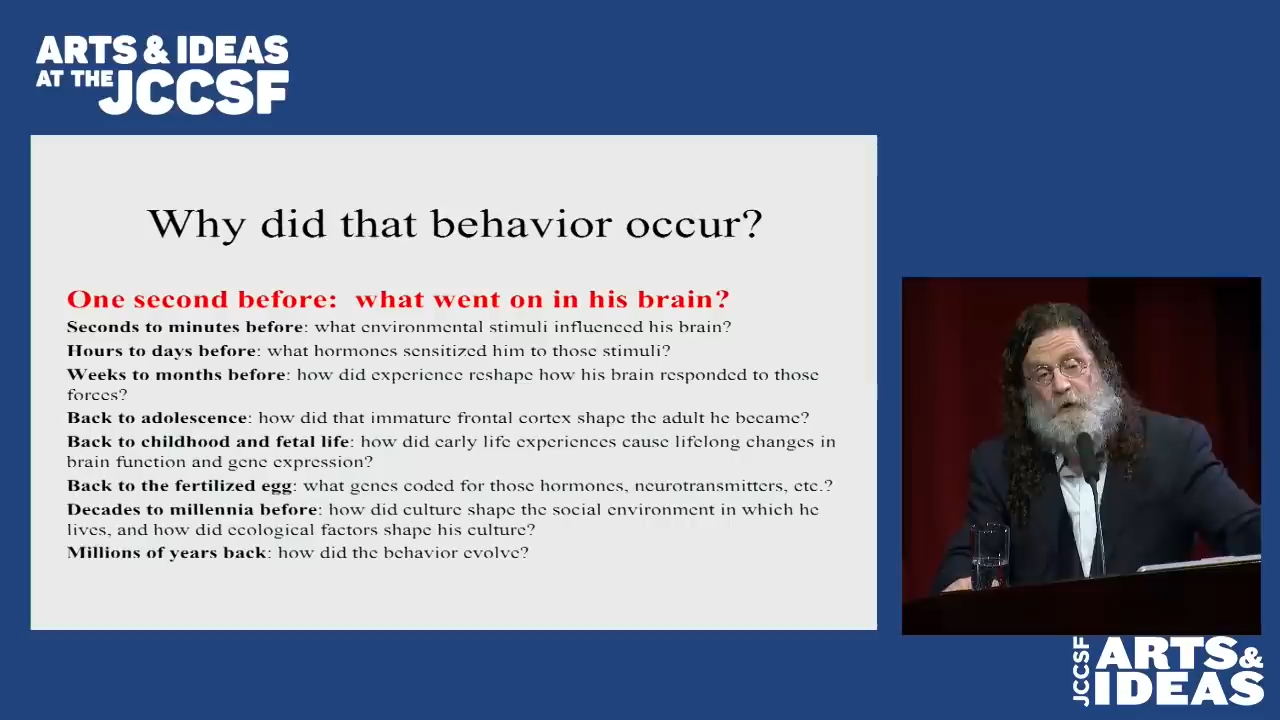 ARTS & IDEAS
AT THE JCCSF
Why did that behavior occur?
One second before: what went on in his brain?
Seconds to minutes before: what environmental stimuli influenced his brain?
Hours to days before: what hormones sensitized him to those stimuli?
Weeks to months before: how did experience reshape how his brain responded to those
forces?
Back to adolescence: how did that immature frontal cortex shape the adult he became?
Back to childhood and fetal life: how did early life experiences cause lifelong changes in
brain function and gene expression?
Back to the fertilized egg: what genes coded for those hormones, neurotransmitters, etc.?
Decades to millennia before: how did culture shape the social environment in which he
lives, and how did ecological factors shape his culture?
Millions of years back: how did the behavior evolve?
JCCSF
ARTS &
IDEAS